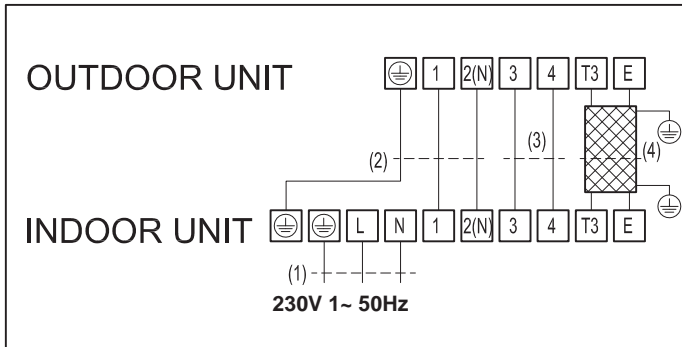 OUTDOOR UNIT
1 2(N) 3 4 T3 E
(2) (3) (4)
INDOOR UNIT
L N 1 2(N) 3 4 T3 E
(1)
230V 1~ 50Hz